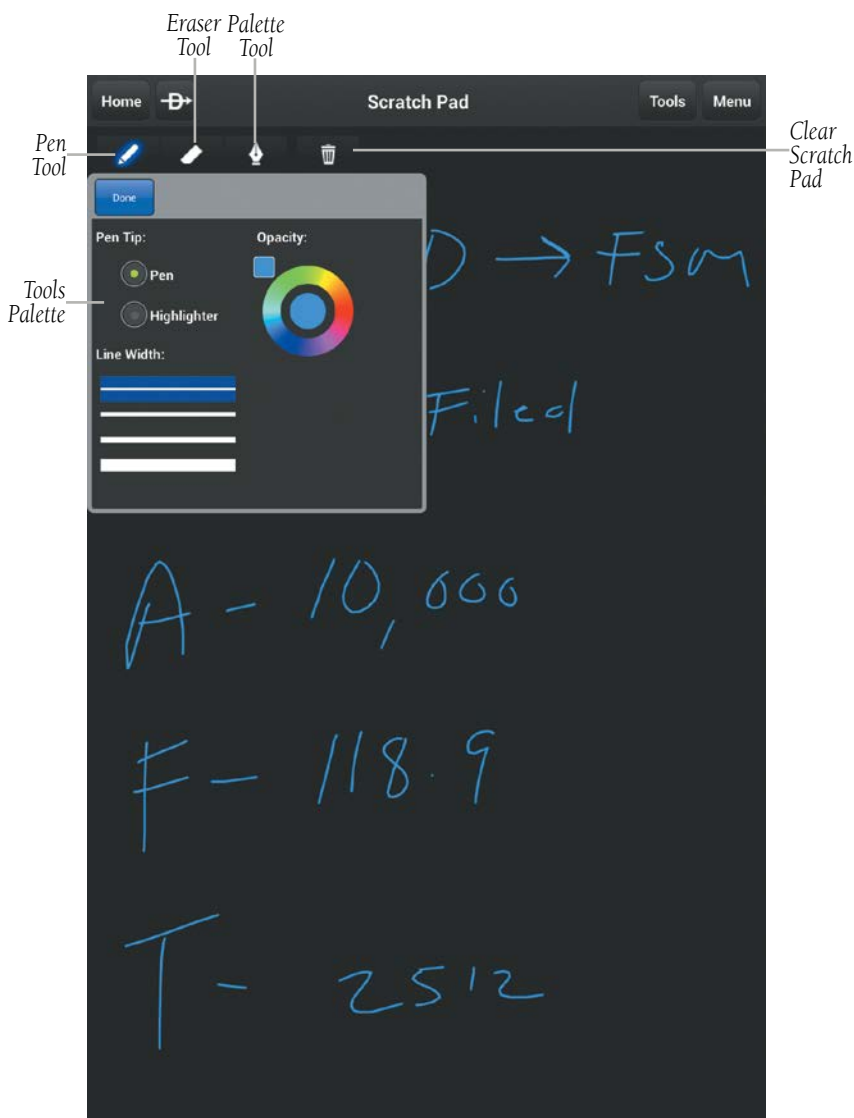 Eraser Palette
Tool Tool
Home D Scratch Pad Tools Menu
Pen
Tool
Clear
Scratch
Pad
Done
Pen Tip:
Opacity:
Pen
Highlighter
Tools
Palette
Line Width:
D → FSM
Filed
A - 10,000
F - 118.9
T - 2512